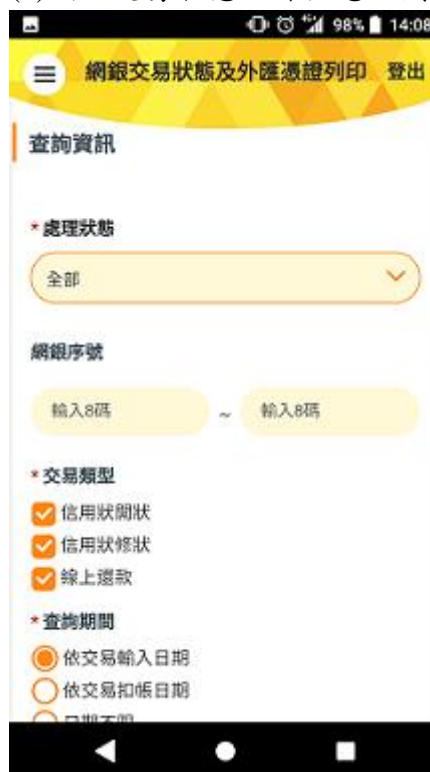 98% 14:08
網銀交易狀態及外匯憑證列印 登出
查詢資訊
*處理狀態
全部
網銀序號
輸入8碼 ~ 輸入8碼
*交易類型
信用狀開狀
信用狀修狀
線上還款
*查詢期間
依交易輸入日期
依交易扣帳日期
日期不限